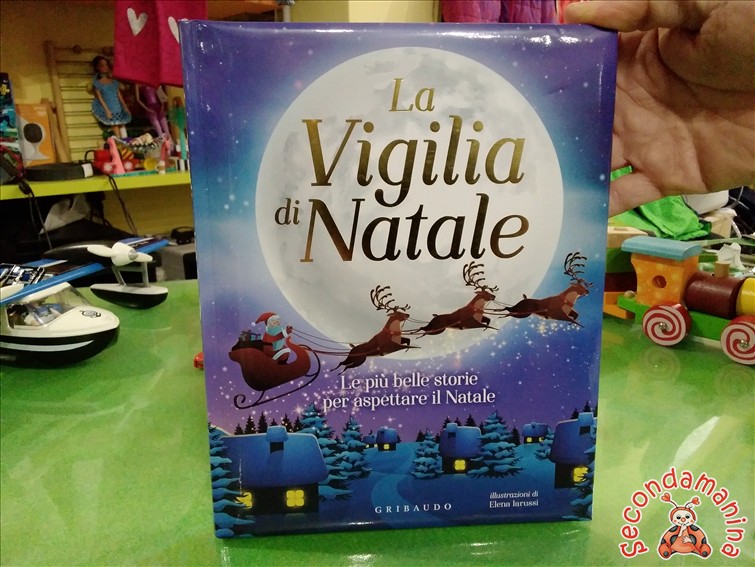 La
Vigilia
di Natale
Le più belle storie
per aspettare il Natale
illustrazioni di
Elena Iarussi
GRIBAUDO
secondamanina